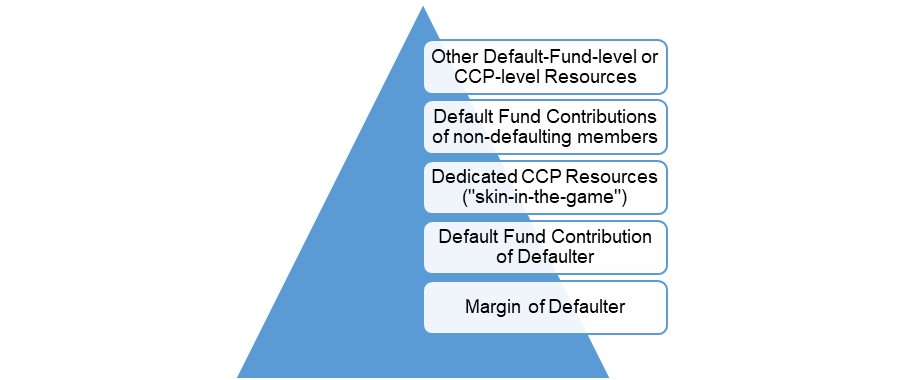 Other Default-Fund-level or
CCP-level Resources
Default Fund Contributions
of non-defaulting members
Dedicated CCP Resources
("skin-in-the-game")
Default Fund Contribution
of Defaulter
Margin of Defaulter